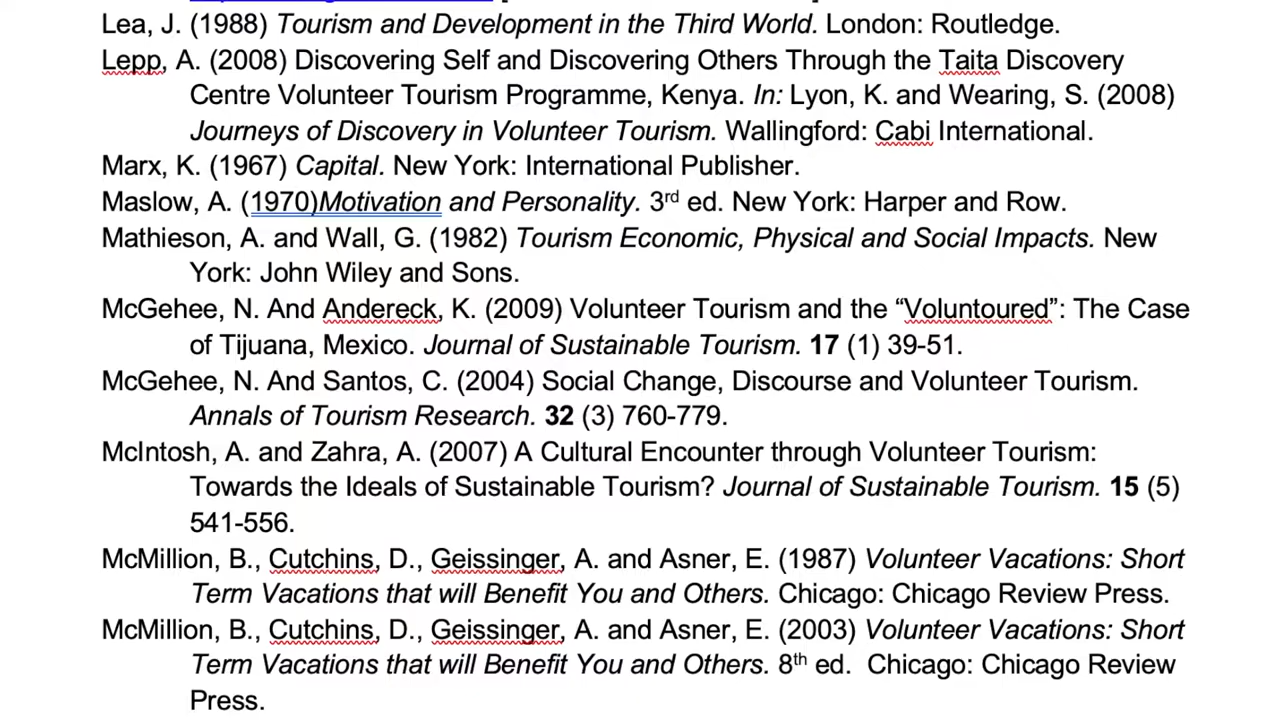 Lea, J. (1988) Tourism and Development in the Third World. London: Routledge.
Lepp, A. (2008) Discovering Self and Discovering Others Through the Taita Discovery
Centre Volunteer Tourism Programme, Kenya. In: Lyon, K. and Wearing, S. (2008)
Journeys of Discovery in Volunteer Tourism. Wallingford: Cabi International.
Marx, K. (1967) Capital. New York: International Publisher.
Maslow, A. (1970)Motivation and Personality. 3rd ed. New York: Harper and Row.
Mathieson, A. and Wall, G. (1982) Tourism Economic, Physical and Social Impacts. New
York: John Wiley and Sons.
McGehee, N. And Andereck, K. (2009) Volunteer Tourism and the “Voluntoured”: The Case
of Tijuana, Mexico. Journal of Sustainable Tourism. 17 (1) 39-51.
McGehee, N. And Santos, C. (2004) Social Change, Discourse and Volunteer Tourism.
Annals of Tourism Research. 32 (3) 760-779.
McIntosh, A. and Zahra, A. (2007) A Cultural Encounter through Volunteer Tourism:
Towards the Ideals of Sustainable Tourism? Journal of Sustainable Tourism. 15 (5)
541-556.
McMillion, B., Cutchins, D., Geissinger, A. and Asner, E. (1987) Volunteer Vacations: Short
Term Vacations that will Benefit You and Others. Chicago: Chicago Review Press.
McMillion, B., Cutchins, D., Geissinger, A. and Asner, E. (2003) Volunteer Vacations: Short
Term Vacations that will Benefit You and Others. 8th ed.  Chicago: Chicago Review
Press.